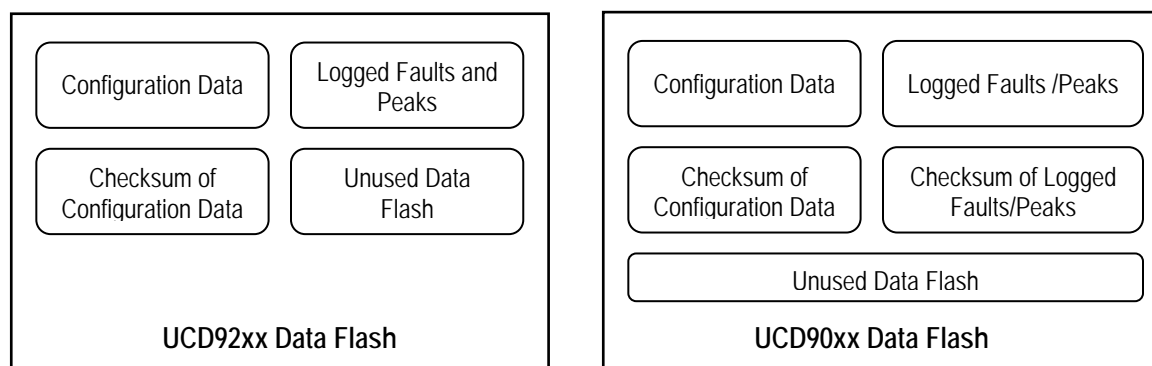 Configuration Data
Logged Faults and
Peaks
Checksum of
Configuration Data
Unused Data
Flash
UCD92xx Data Flash
Configuration Data
Logged Faults /Peaks
Checksum of
Configuration Data
Checksum of Logged
Faults/Peaks
Unused Data Flash
UCD90xx Data Flash